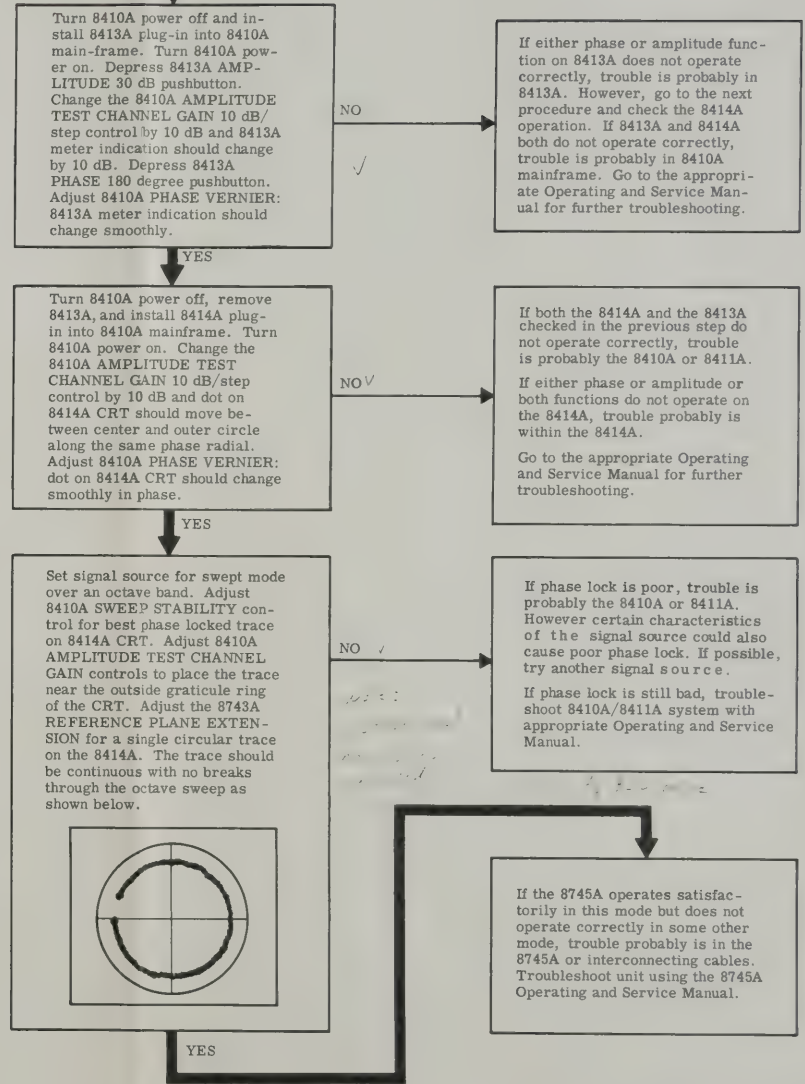 Turn 8410A power off and in-
stall 8413A plug-in into 8410A
main-frame. Turn 8410A pow-
er on. Depress 8413A AMP-
LITUDE 30 dB pushbutton.
Change the 8410A AMPLITUDE
TEST CHANNEL GAIN 10 dB/
step control by 10 dB and 8413A
meter indication should change
by 10 dB. Depress 8413A
PHASE 180 degree pushbutton.
Adjust 8410A PHASE VERNIER:
8413A meter indication should
change smoothly.
NO
If either phase or amplitude func-
tion on 8413A does not operate
correctly, trouble is probably in
8413A. However, go to the next
procedure and check the 8414A
operation. If 8413A and 8414A
both do not operate correctly,
trouble is probably in 8410A
mainframe. Go to the appropri-
ate Operating and Service Man-
ual for further troubleshooting.
YES
Turn 8410A power off, remove
8413A, and install 8414A plug-
in into 8410A mainframe. Turn
8410A power on. Change the
8410A AMPLITUDE TEST
CHANNEL GAIN 10 dB/step
control by 10 dB and dot on
8414A CRT should move be-
tween center and outer circle
along the same phase radial.
Adjust 8410A PHASE VERNIER:
dot on 8414A CRT should change
smoothly in phase.
NO
If both the 8414A and the 8413A
checked in the previous step do
not operate correctly, trouble
is probably the 8410A or 8411A.
If either phase or amplitude or
both functions do not operate on
the 8414A, trouble probably is
within the 8414A.
Go to the appropriate Operating
and Service Manual for further
troubleshooting.
YES
Set signal source for swept mode
over an octave band. Adjust
8410A SWEEP STABILITY con-
trol for best phase locked trace
on 8414A CRT. Adjust 8410A
AMPLITUDE TEST CHANNEL
GAIN controls to place the trace
near the outside graticule ring
of the CRT. Adjust the 8743A
REFERENCE PLANE EXTEN-
SION for a single circular trace
on the 8414A. The trace should
be continuous with no breaks
through the octave sweep as
shown below.
NO
If phase lock is poor, trouble is
probably the 8410A or 8411A.
However certain characteristics
of the signal source could also
cause poor phase lock. If possible,
try another signal source.
If phase lock is still bad, trouble-
shoot 8410A/8411A system with
appropriate Operating and Service
Manual.
If the 8745A operates satisfac-
torily in this mode but does not
operate correctly in some other
mode, trouble probably is in the
8745A or interconnecting cables.
Troubleshoot unit using the 8745A
Operating and Service Manual.
YES